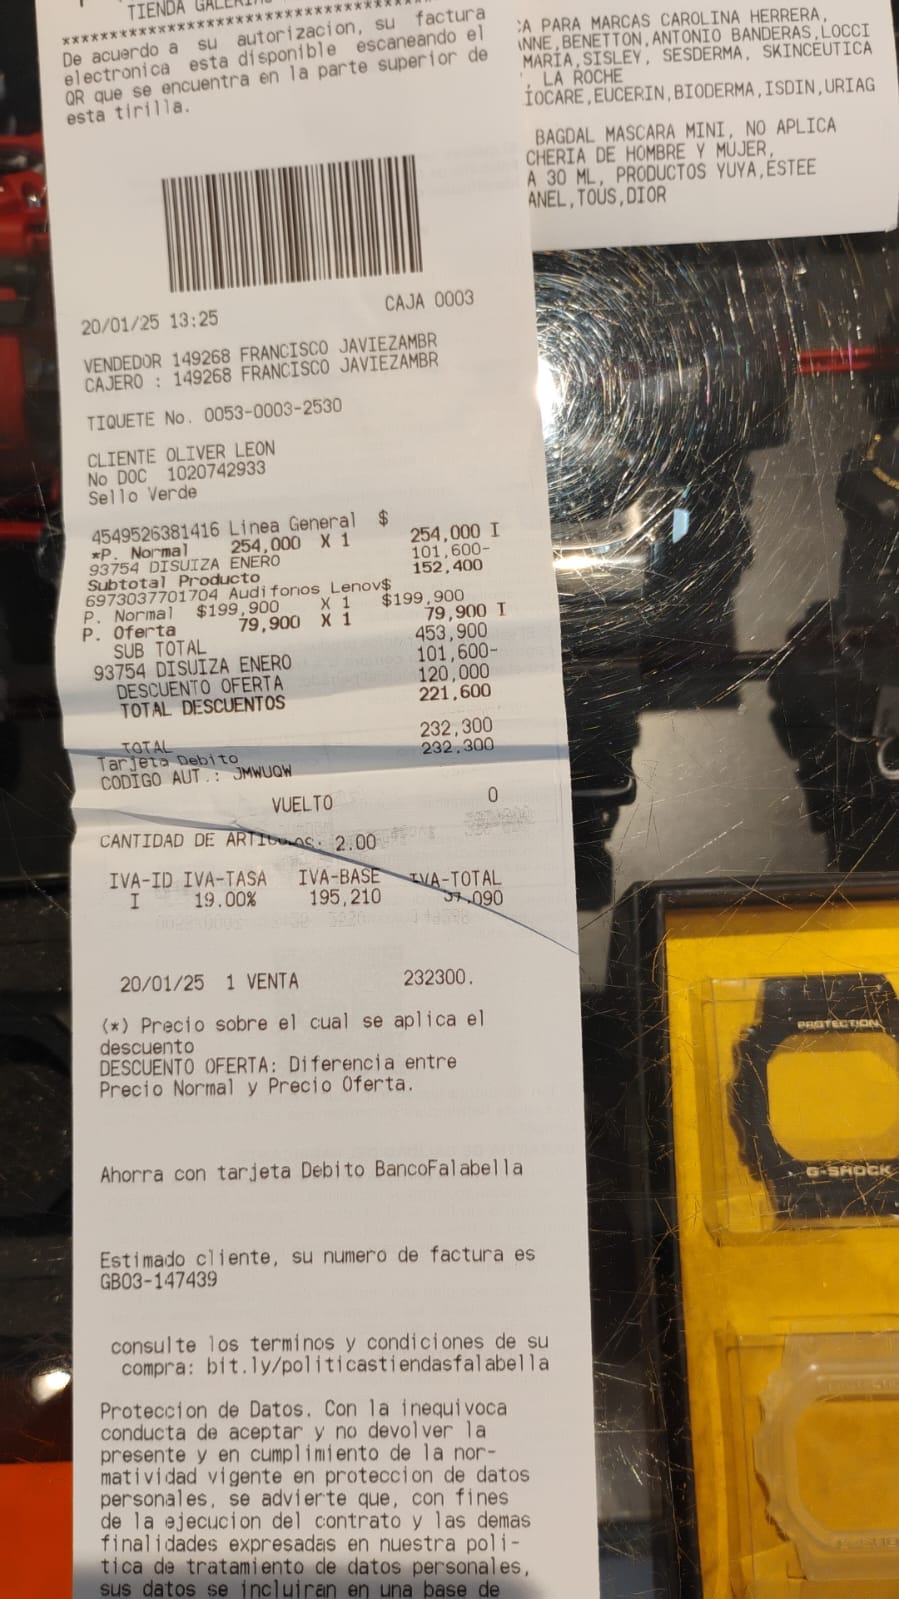 TIENDA GALERIAS
****************************************
De acuerdo a su autorizacion, su factura
electronica esta disponible escaneando el
QR que se encuentra en la parte superior de
esta tirilla.
20/01/25 13:25 CAJA 0003
VENDEDOR 149268 FRANCISCO JAVIEZAMBR
CAJERO : 149268 FRANCISCO JAVIEZAMBR
TIQUETE No. 0053-0003-2530
CLIENTE OLIVER LEON
No DOC 1020742933
Sello Verde
4549526381416 Linea General $
*P. Normal 254,000 X 1 254,000 I
93754 DISUIZA ENERO 101,600-
Subtotal Producto 152,400
6973037701704 Audifonos Lenov$
P. Normal $199,900 X 1 $199,900
P. Oferta 79,900 X 1 79,900 I
SUB TOTAL 453,900
93754 DISUIZA ENERO 101,600-
DESCUENTO OFERTA 120,000
TOTAL DESCUENTOS 221,600
TOTAL 232,300
Tarjeta Debito 232,300
CODIGO AUT.: JMWUQW
VUELTO 0
CANTIDAD DE ARTICULOS: 2.00
IVA-ID IVA-TASA IVA-BASE IVA-TOTAL
I 19.00% 195,210 37,090
20/01/25 1 VENTA 232300.
(*) Precio sobre el cual se aplica el
descuento
DESCUENTO OFERTA: Diferencia entre
Precio Normal y Precio Oferta.
Ahorra con tarjeta Debito BancoFalabella
Estimado cliente, su numero de factura es
GB03-147439
consulte los terminos y condiciones de su
compra: bit.ly/politicastiendasfalabella
Proteccion de Datos. Con la inequivoca
conducta de aceptar y no devolver la
presente y en cumplimiento de la nor-
matividad vigente en proteccion de datos
personales, se advierte que, con fines
de la ejecucion del contrato y las demas
finalidades expresadas en nuestra poli-
tica de tratamiento de datos personales,
sus datos se incluiran en una base de
CA PARA MARCAS CAROLINA HERRERA,
NNE,BENETTON,ANTONIO BANDERAS,LOCCI
MARIA,SISLEY, SESDERMA, SKINCEUTICA
, LA ROCHE
IOCARE,EUCERIN,BIODERMA,ISDIN,URIAG
BAGDAL MASCARA MINI, NO APLICA
CHERIA DE HOMBRE Y MUJER,
A 30 ML, PRODUCTOS YUYA,ESTEE
ANEL,TOUS,DIOR
PROTECTION
G-SHOCK